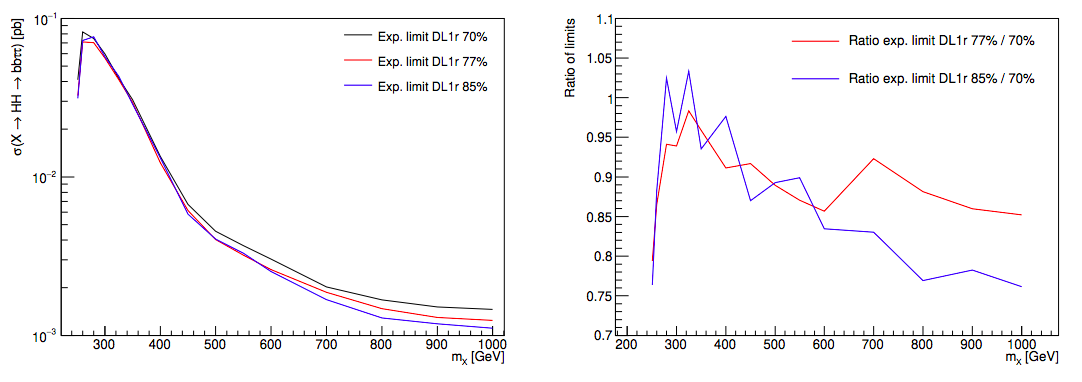 σ(X → HH → bbττ) [pb]
10⁻¹
10⁻²
10⁻³
Exp. limit DL1r 70%
Exp. limit DL1r 77%
Exp. limit DL1r 85%
300 400 500 600 700 800 900 1000
mX [GeV]
Ratio of limits
1.1
1.05
1
0.95
0.9
0.85
0.8
0.75
0.7
Ratio exp. limit DL1r 77% / 70%
Ratio exp. limit DL1r 85% / 70%
200 300 400 500 600 700 800 900 1000
mX [GeV]